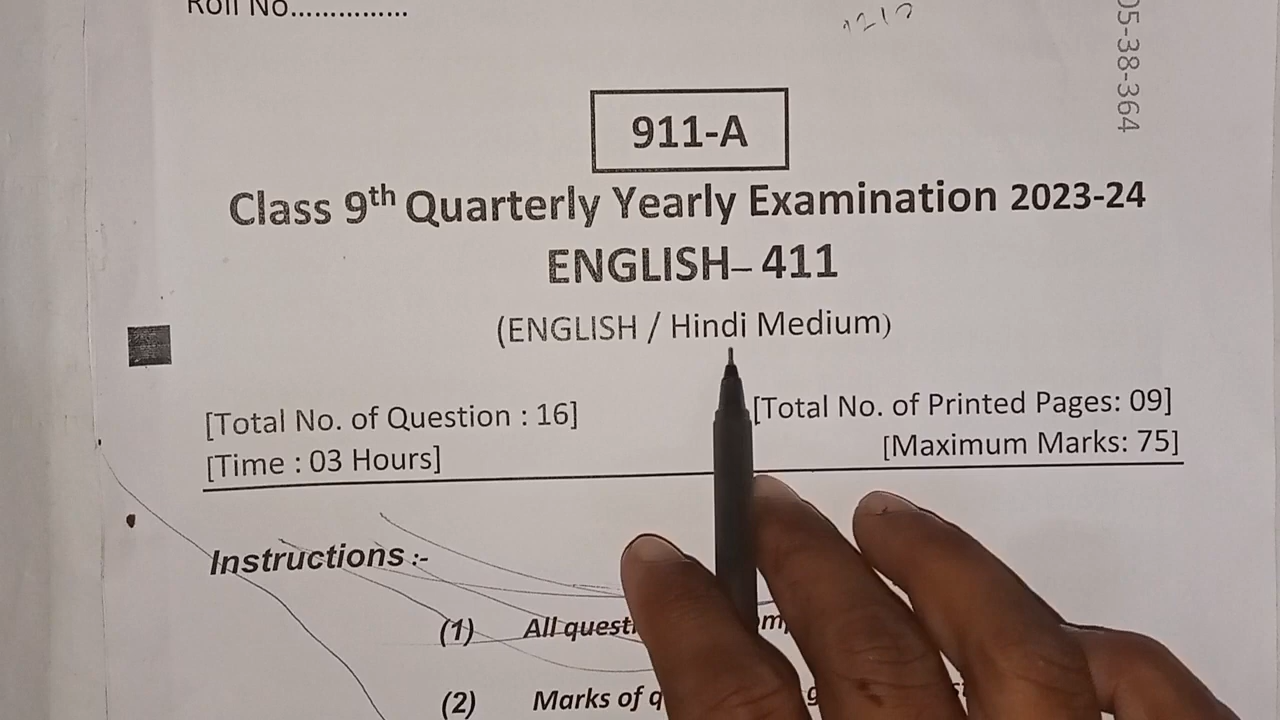 Roll No...............
05-38-364
911-A
Class 9th Quarterly Yearly Examination 2023-24
ENGLISH– 411
(ENGLISH / Hindi Medium)
[Total No. of Question : 16] [Total No. of Printed Pages: 09]
[Time : 03 Hours] [Maximum Marks: 75]
Instructions :-
(1) All
(2) Marks of